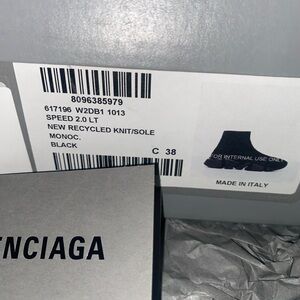 8096385979
617196 W2DB1 1013
SPEED 2.0 LT
NEW RECYCLED KNIT/SOLE
MONOC.
BLACK
C 38
FOR INTERNAL USE ONLY
MADE IN ITALY
ENCIAGA